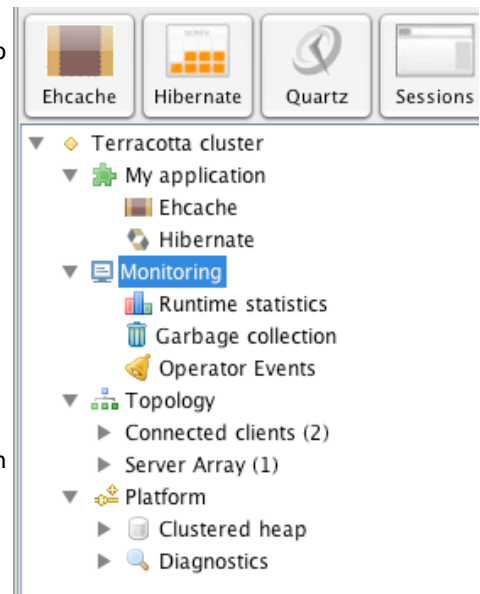 Ehcache Hibernate Quartz Sessions
Terracotta cluster
My application
Ehcache
Hibernate
Monitoring
Runtime statistics
Garbage collection
Operator Events
Topology
Connected clients (2)
Server Array (1)
Platform
Clustered heap
Diagnostics